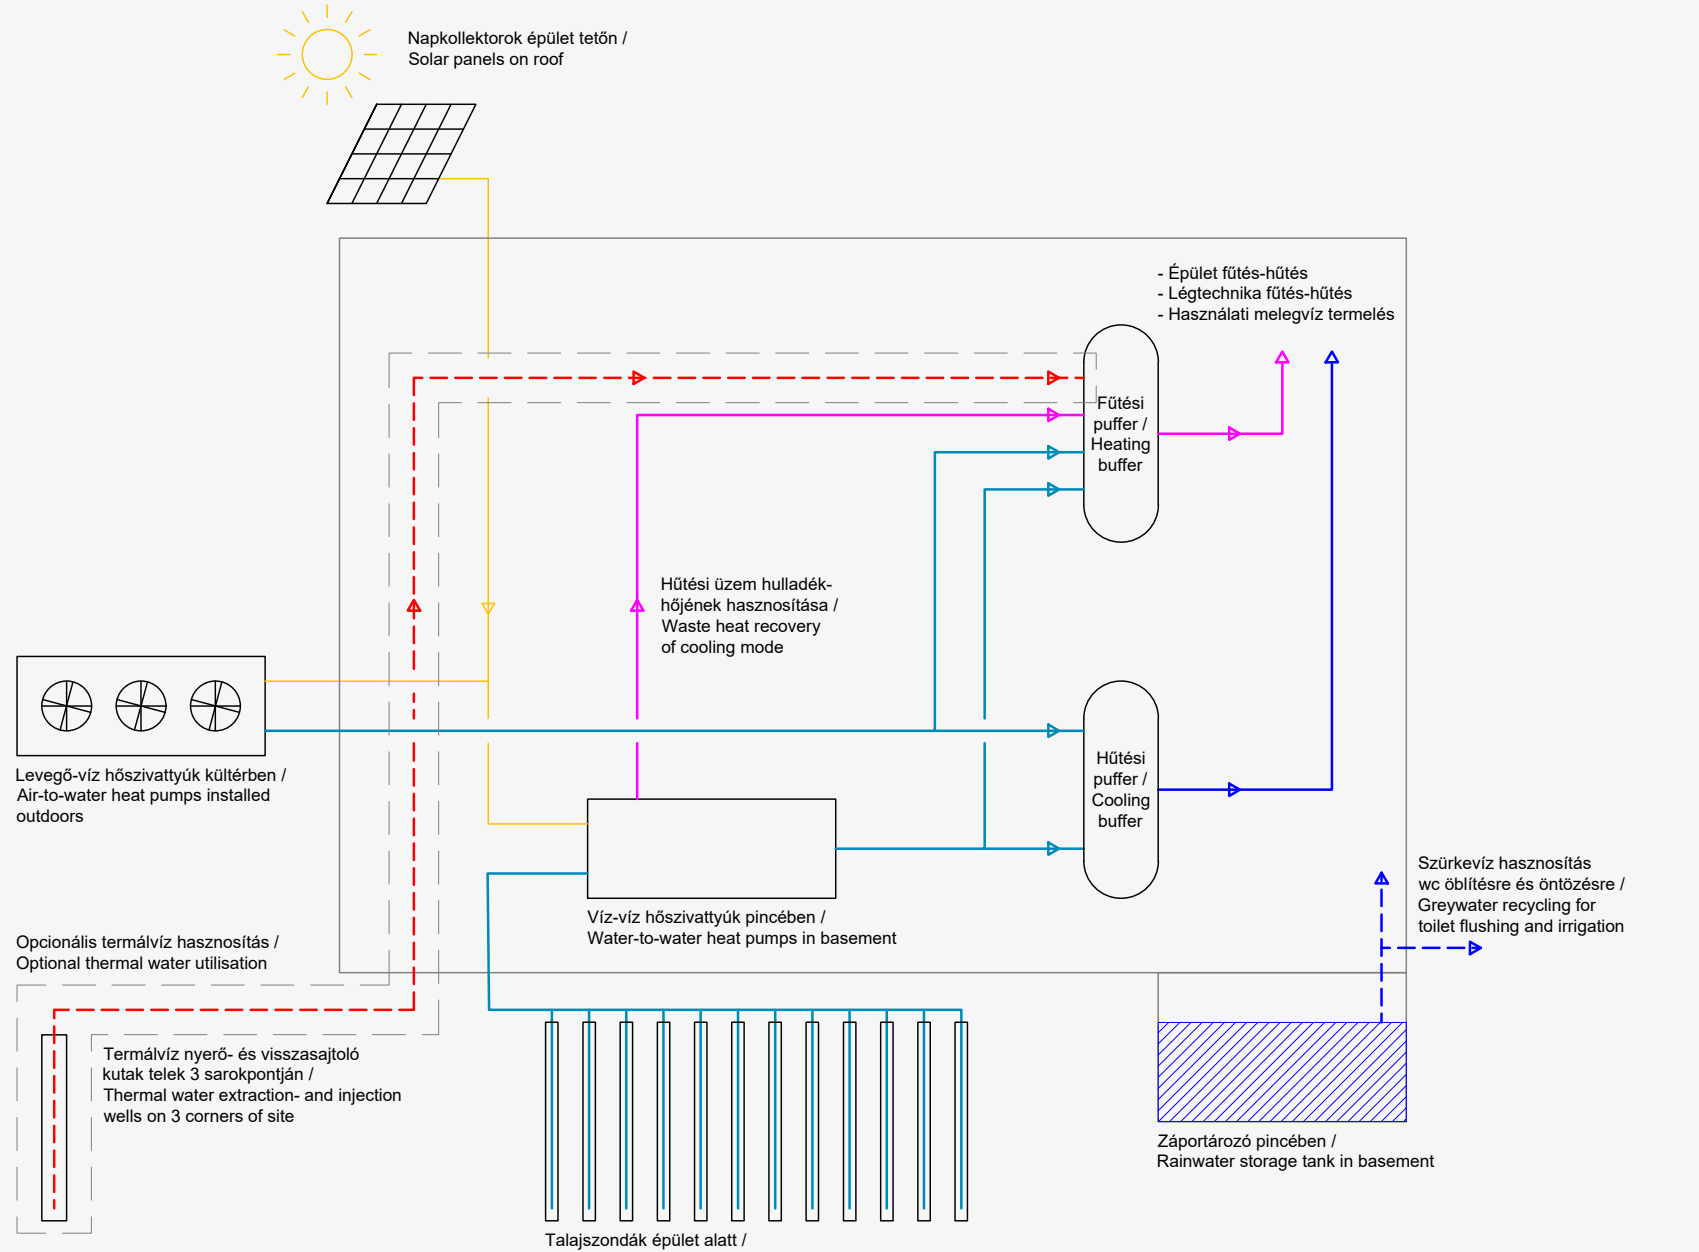 Napkollektorok épület tetőn /
Solar panels on roof
- Épület fűtés-hűtés
- Légtechnika fűtés-hűtés
- Használati melegvíz termelés
Fűtési
puffer /
Heating
buffer
Hűtési üzem hulladék-
hőjének hasznosítása /
Waste heat recovery
of cooling mode
Levegő-víz hőszivattyúk kültérben /
Air-to-water heat pumps installed
outdoors
Hűtési
puffer /
Cooling
buffer
Szürkevíz hasznosítás
wc öblítésre és öntözésre /
Greywater recycling for
toilet flushing and irrigation
Víz-víz hőszivattyúk pincében /
Water-to-water heat pumps in basement
Opcionális termálvíz hasznosítás /
Optional thermal water utilisation
Termálvíz nyerő- és visszasajtoló
kutak telek 3 sarokpontján /
Thermal water extraction- and injection
wells on 3 corners of site
Záportározó pincében /
Rainwater storage tank in basement
Talajszondák épület alatt /